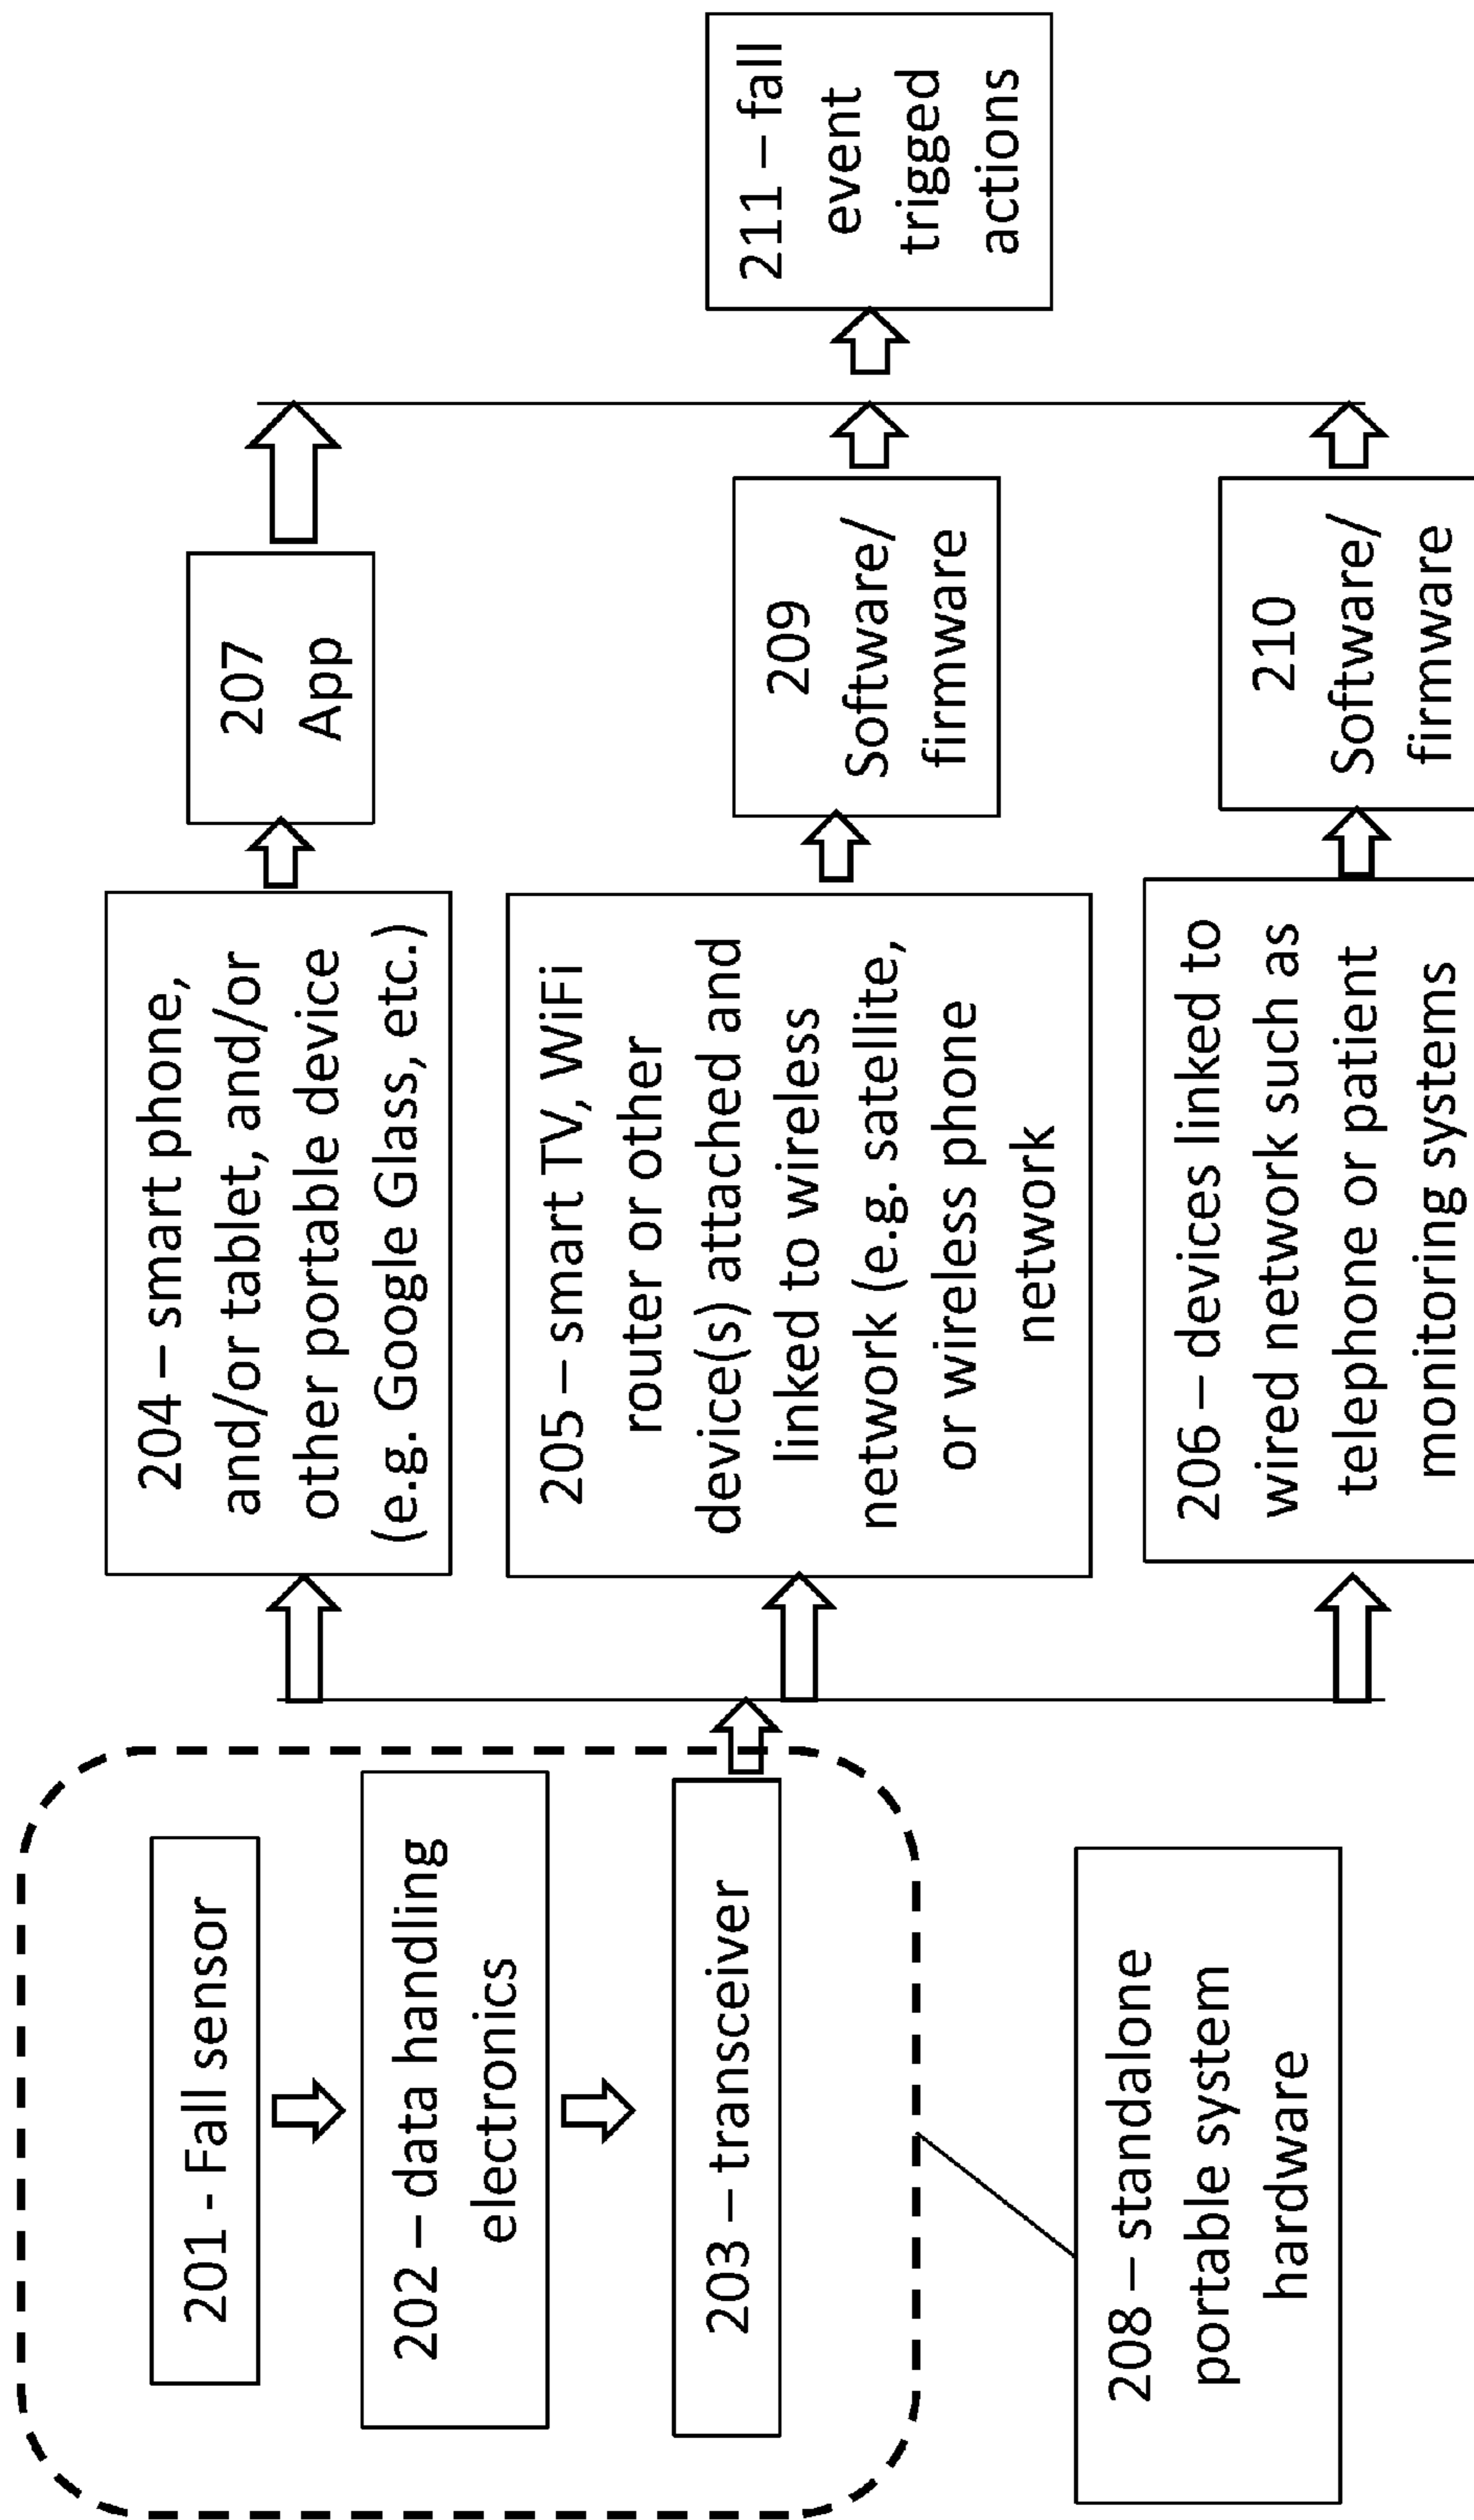 201 - Fall sensor
202 – data handling
electronics
203 – transceiver
208 – standalone
portable system
hardware
204 – smart phone,
and/or tablet, and/or
other portable device
(e.g. Google Glass, etc.)
205 – smart TV, WiFi
router or other
device(s) attached and
linked to wireless
network (e.g. satellite,
or wireless phone
network
206 – devices linked to
wired network such as
telephone or patient
monitoring systems
207
App
209
Software/
firmware
210
Software/
firmware
211 – fall
event
trigged
actions